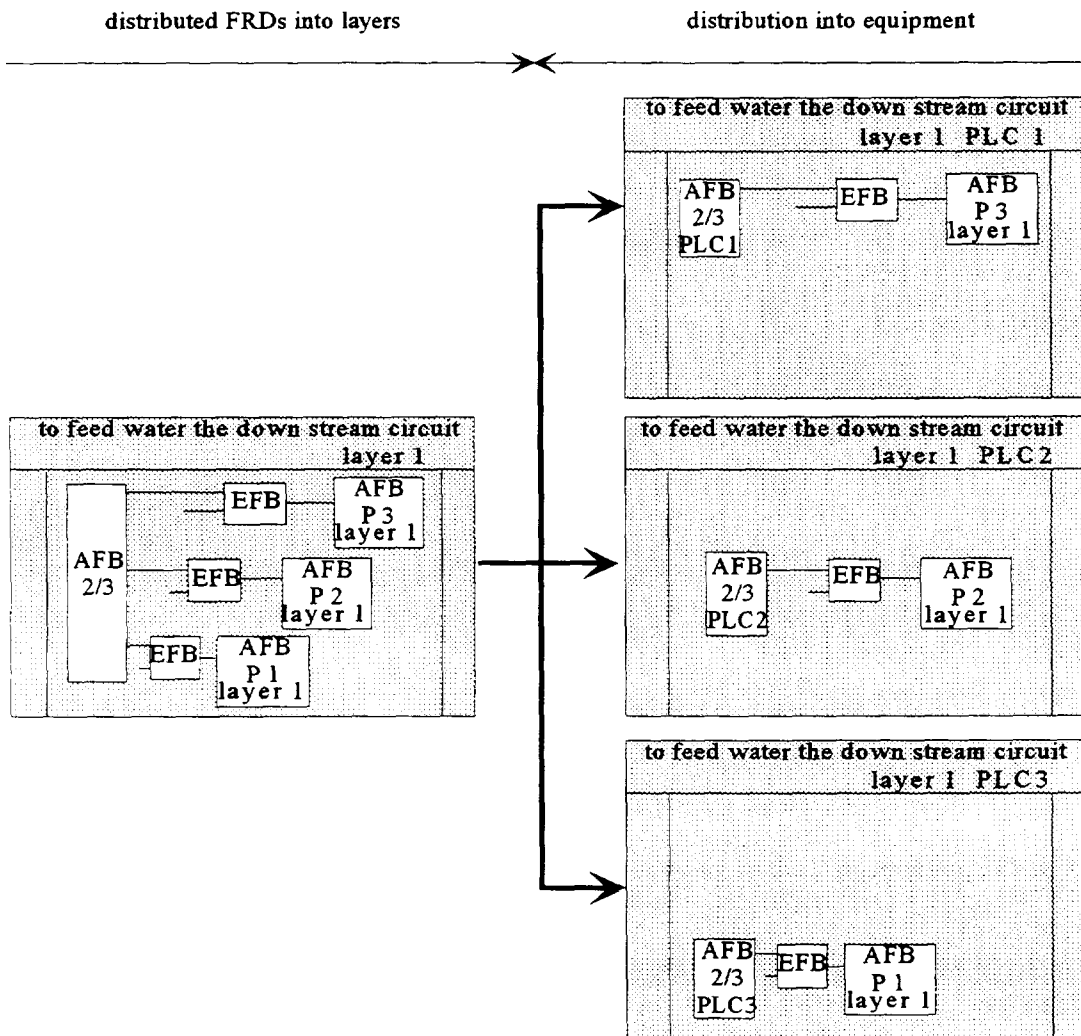 distributed FRDs into layers
distribution into equipment
to feed water the down stream circuit
layer 1 PLC 1
AFB
2/3
PLC1
EFB
AFB
P 3
layer 1
to feed water the down stream circuit
layer 1
AFB
2/3
EFB
AFB
P 3
layer 1
EFB
AFB
P 2
layer 1
EFB
AFB
P 1
layer 1
to feed water the down stream circuit
layer 1 PLC2
AFB
2/3
PLC2
EFB
AFB
P 2
layer 1
to feed water the down stream circuit
layer 1 PLC3
AFB
2/3
PLC3
EFB
AFB
P 1
layer 1